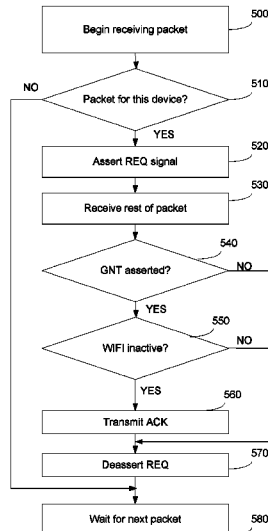 500
Begin receiving packet
NO
510
Packet for this device?
YES
520
Assert REQ signal
530
Receive rest of packet
540
GNT asserted?
NO
YES
550
WIFI inactive?
NO
YES
560
Transmit ACK
570
Deassert REQ
580
Wait for next packet